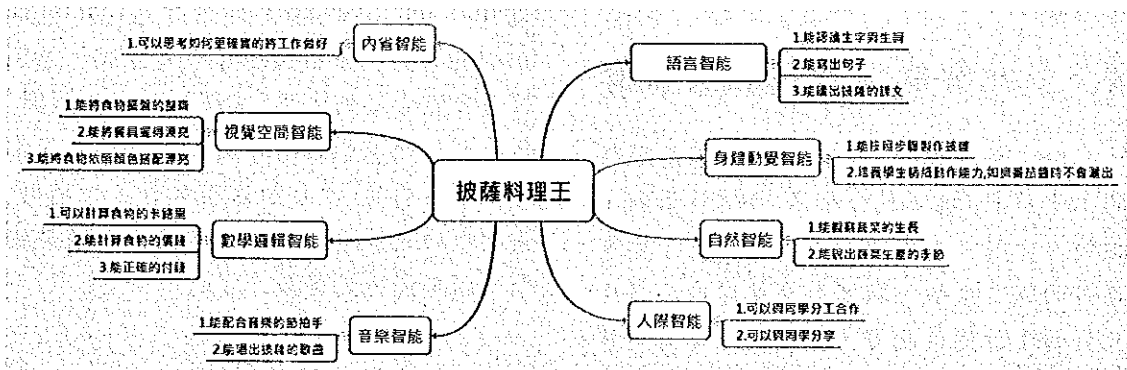 披薩料理王
內省智能
1.可以思考如何更確實的將工作做好
視覺空間智能
1.能將食物擺盤的整齊
2.能將餐具擺得漂亮
3.能將食物依照顏色搭配漂亮
數學邏輯智能
1.可以計算食物的卡路里
2.能計算食物的價錢
3.能正確的付錢
音樂智能
1.能配合音樂的節拍手
2.能唱出披薩的歌曲
語言智能
1.能認識生字與生詞
2.能寫出句子
3.能讀出披薩的課文
身體動覺智能
1.能按照步驟製作披薩
2.培養學生精細動作能力,如擠番茄醬時不會灑出
自然智能
1.能觀察蔬菜的生長
2.能說出蔬菜生產的季節
人際智能
1.可以與同學分工合作
2.可以與同學分享